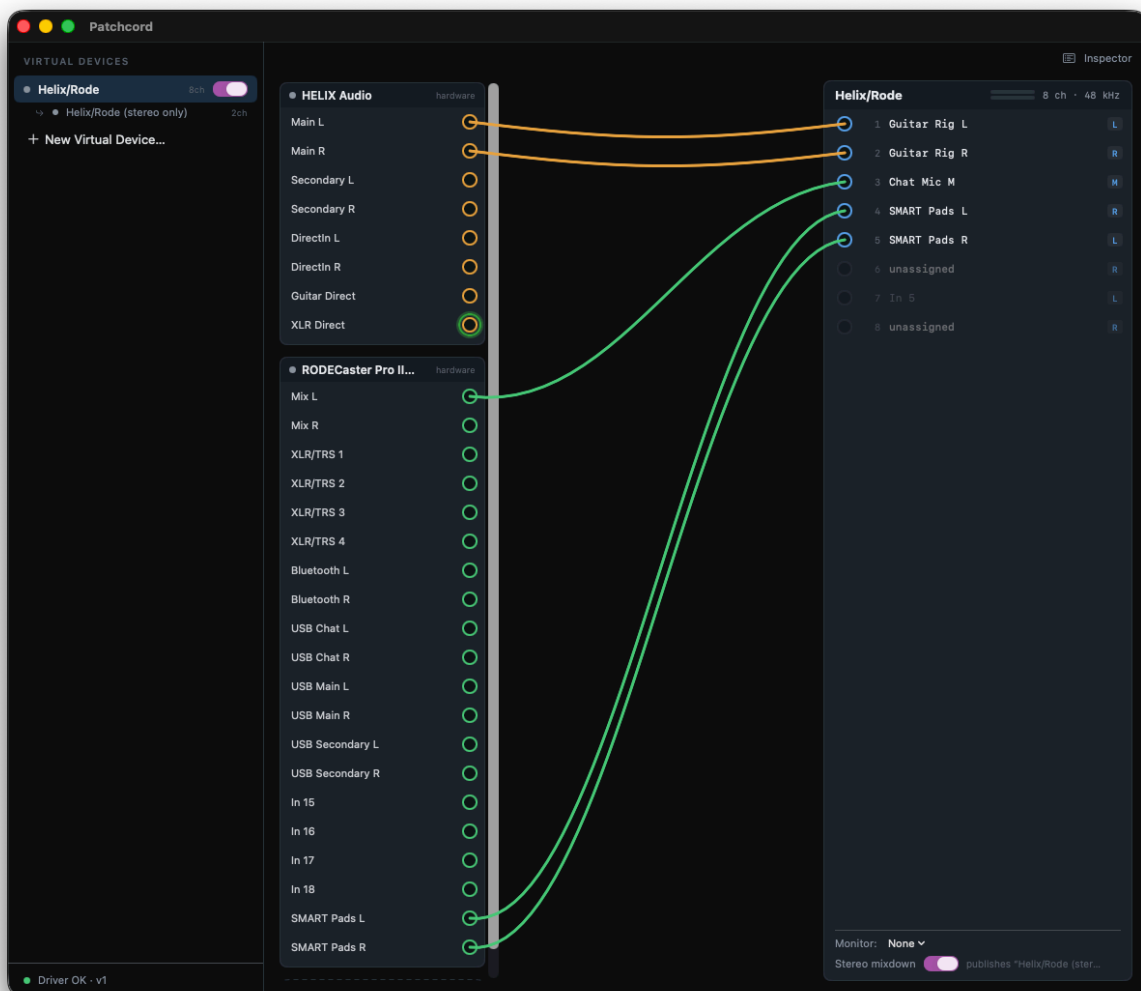 Patchcord
VIRTUAL DEVICES
Helix/Rode 8ch
Helix/Rode (stereo only) 2ch
+ New Virtual Device...
Driver OK · v1
Inspector
HELIX Audio hardware
Main L
Main R
Secondary L
Secondary R
DirectIn L
DirectIn R
Guitar Direct
XLR Direct
RODECaster Pro II... hardware
Mix L
Mix R
XLR/TRS 1
XLR/TRS 2
XLR/TRS 3
XLR/TRS 4
Bluetooth L
Bluetooth R
USB Chat L
USB Chat R
USB Main L
USB Main R
USB Secondary L
USB Secondary R
In 15
In 16
In 17
In 18
SMART Pads L
SMART Pads R
Helix/Rode 8 ch · 48 kHz
1 Guitar Rig L L
2 Guitar Rig R R
3 Chat Mic M M
4 SMART Pads L R
5 SMART Pads R L
6 unassigned R
7 In 5 L
8 unassigned R
Monitor: None
Stereo mixdown publishes "Helix/Rode (ster...